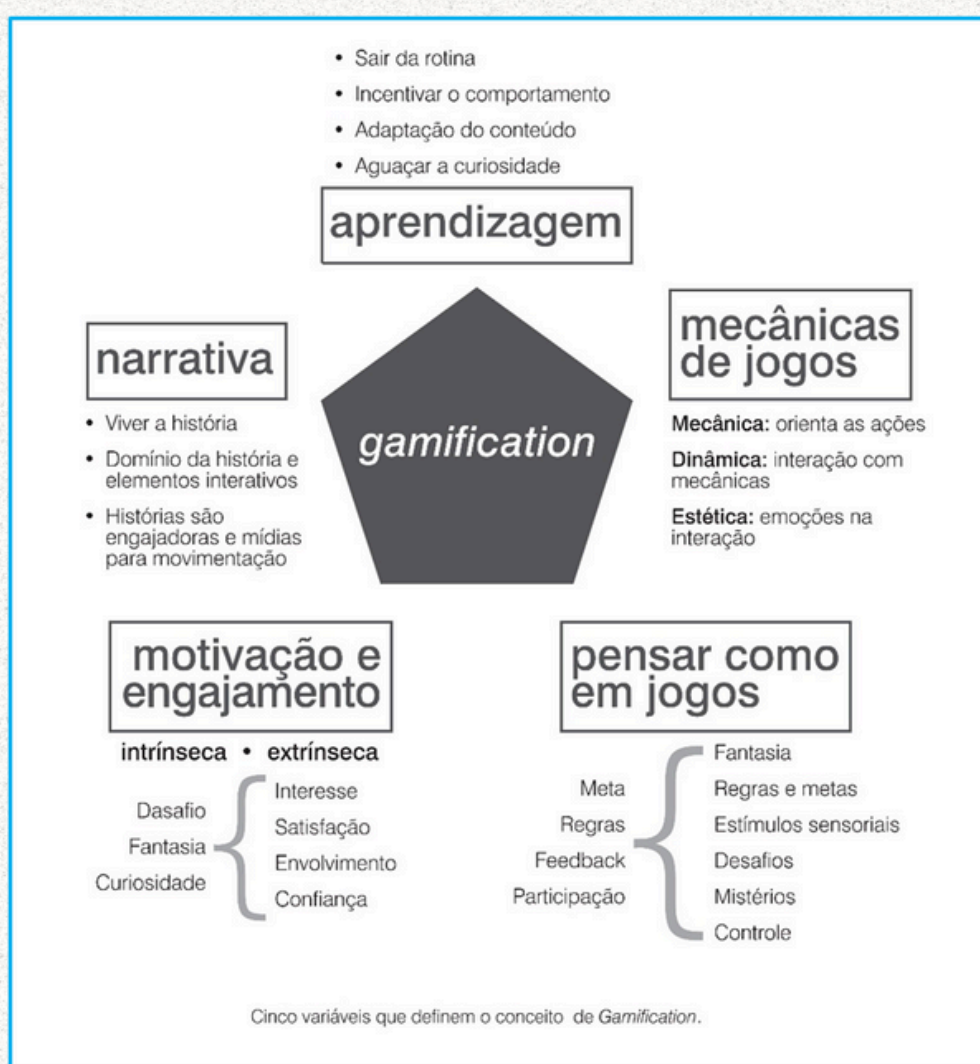 • Sair da rotina
• Incentivar o comportamento
• Adaptação do conteúdo
• Aguaçar a curiosidade
aprendizagem
narrativa
• Viver a história
• Domínio da história e
elementos interativos
• Histórias são
engajadoras e mídias
para movimentação
gamification
mecânicas
de jogos
Mecânica: orienta as ações
Dinâmica: interação com
mecânicas
Estética: emoções na
interação
motivação e
engajamento
intrínseca • extrínseca
Dasafio
Fantasia
Curiosidade
Interesse
Satisfação
Envolvimento
Confiança
pensar como
em jogos
Meta
Regras
Feedback
Participação
Fantasia
Regras e metas
Estímulos sensoriais
Desafios
Mistérios
Controle
Cinco variáveis que definem o conceito de Gamification.